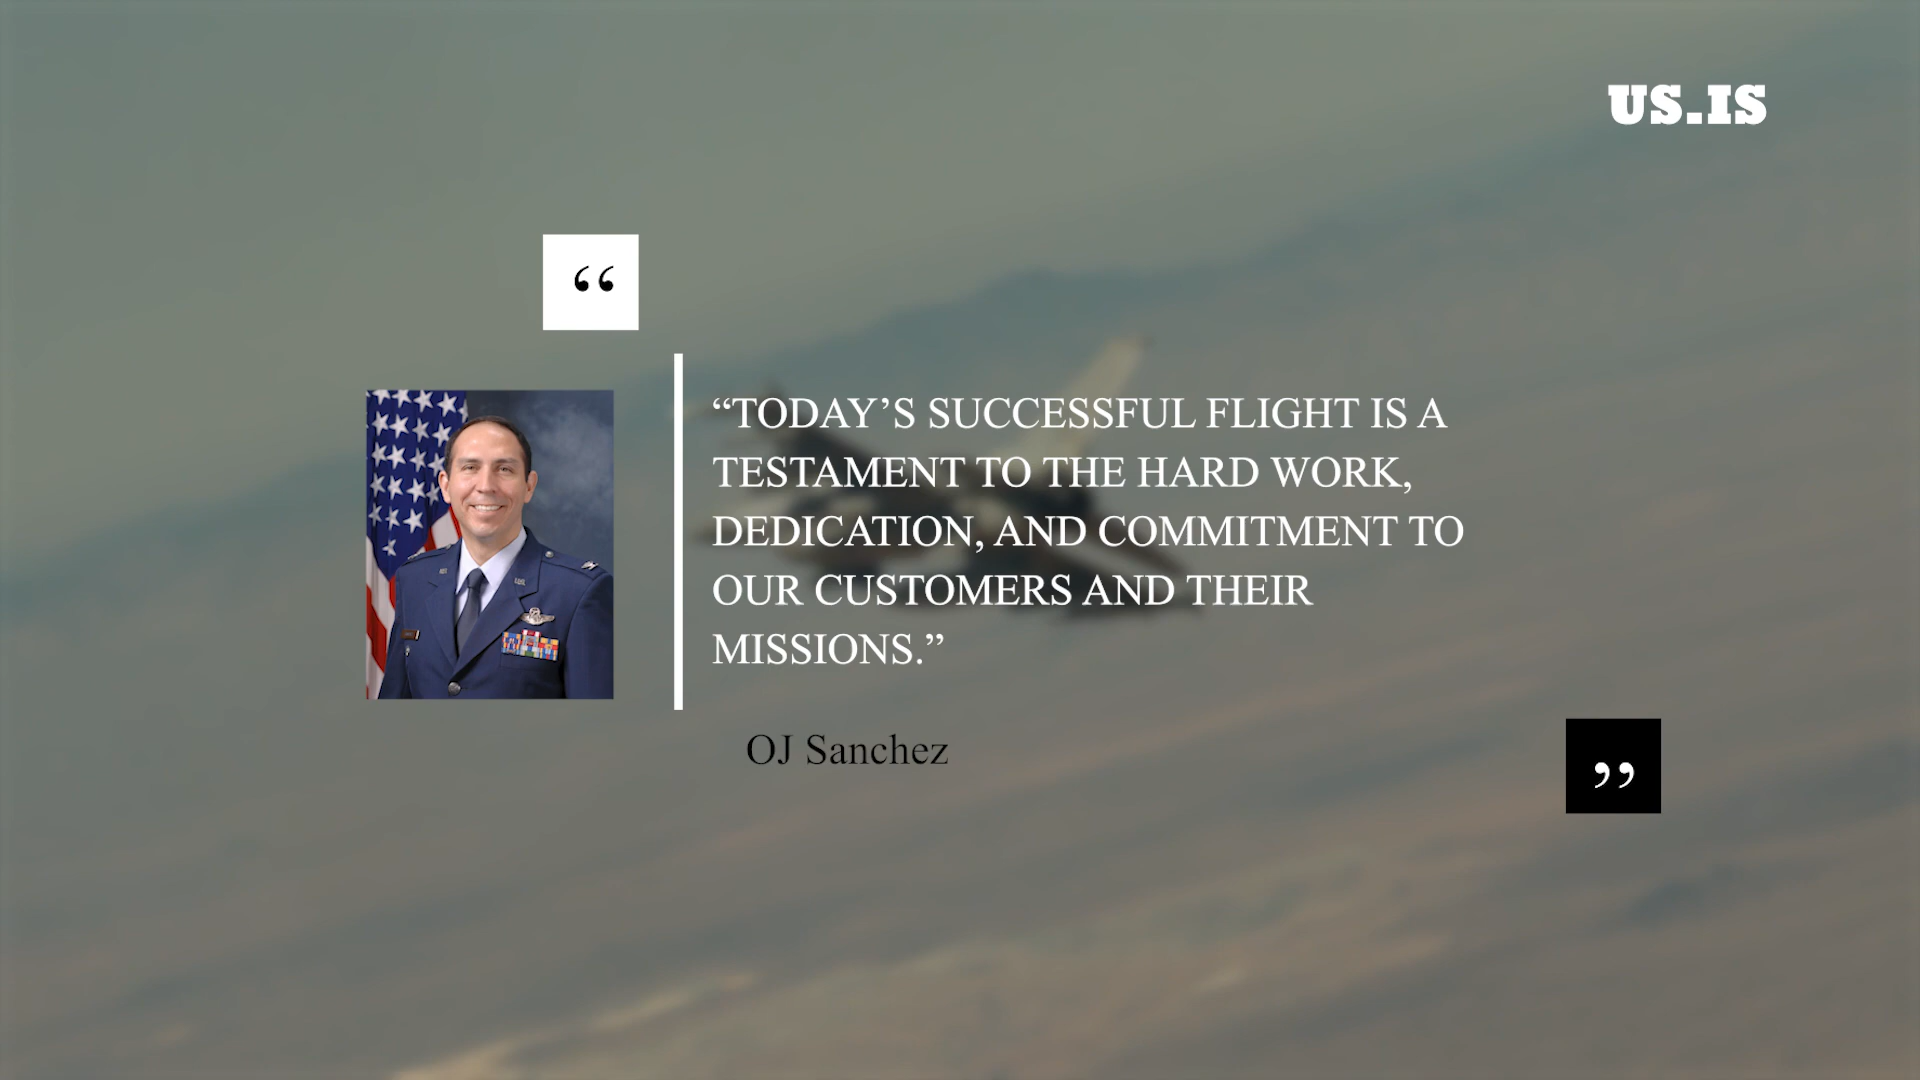 US.IS
“
“TODAY’S SUCCESSFUL FLIGHT IS A
TESTAMENT TO THE HARD WORK,
DEDICATION, AND COMMITMENT TO
OUR CUSTOMERS AND THEIR
MISSIONS.”
OJ Sanchez
”